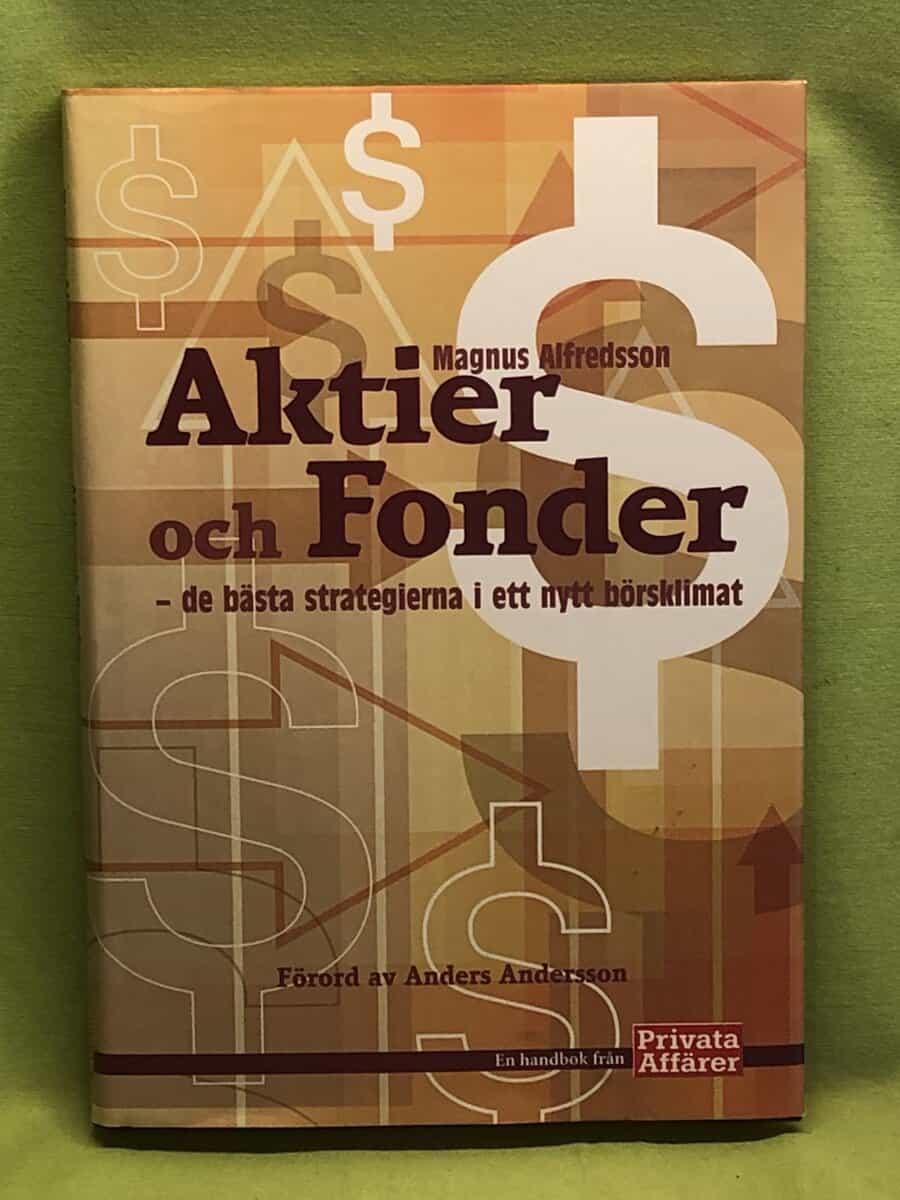 Magnus Alfredsson
Aktier
och Fonder
– de bästa strategierna i ett nytt börsklimat
Förord av Anders Andersson
En handbok från
Privata
Affärer